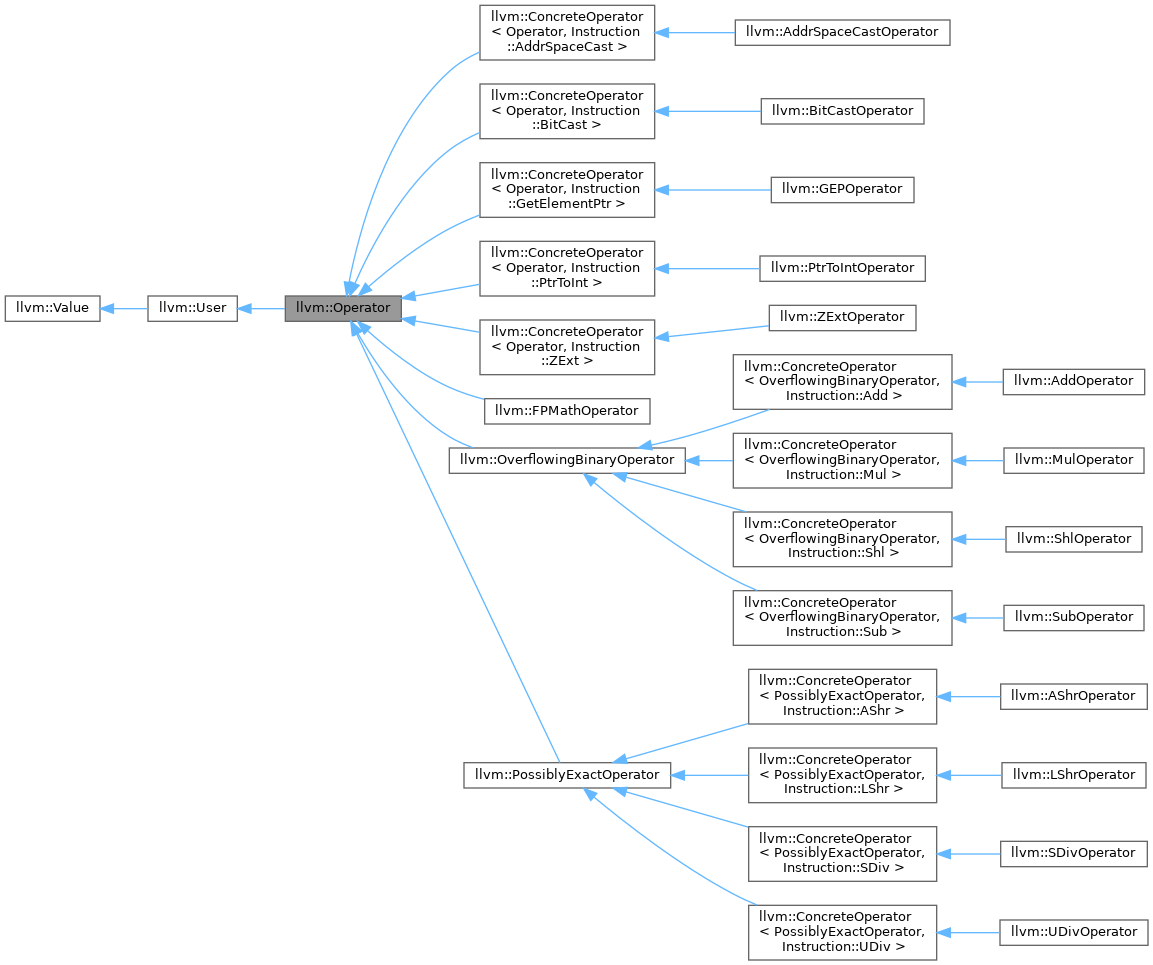 llvm::Value
llvm::User
llvm::Operator
llvm::ConcreteOperator
< Operator, Instruction
::AddrSpaceCast >
llvm::AddrSpaceCastOperator
llvm::ConcreteOperator
< Operator, Instruction
::BitCast >
llvm::BitCastOperator
llvm::ConcreteOperator
< Operator, Instruction
::GetElementPtr >
llvm::GEPOperator
llvm::ConcreteOperator
< Operator, Instruction
::PtrToInt >
llvm::PtrToIntOperator
llvm::ConcreteOperator
< Operator, Instruction
::ZExt >
llvm::ZExtOperator
llvm::FPMathOperator
llvm::OverflowingBinaryOperator
llvm::ConcreteOperator
< OverflowingBinaryOperator,
Instruction::Add >
llvm::AddOperator
llvm::ConcreteOperator
< OverflowingBinaryOperator,
Instruction::Mul >
llvm::MulOperator
llvm::ConcreteOperator
< OverflowingBinaryOperator,
Instruction::Shl >
llvm::ShlOperator
llvm::ConcreteOperator
< OverflowingBinaryOperator,
Instruction::Sub >
llvm::SubOperator
llvm::PossiblyExactOperator
llvm::ConcreteOperator
< PossiblyExactOperator,
Instruction::AShr >
llvm::AShrOperator
llvm::ConcreteOperator
< PossiblyExactOperator,
Instruction::LShr >
llvm::LShrOperator
llvm::ConcreteOperator
< PossiblyExactOperator,
Instruction::SDiv >
llvm::SDivOperator
llvm::ConcreteOperator
< PossiblyExactOperator,
Instruction::UDiv >
llvm::UDivOperator